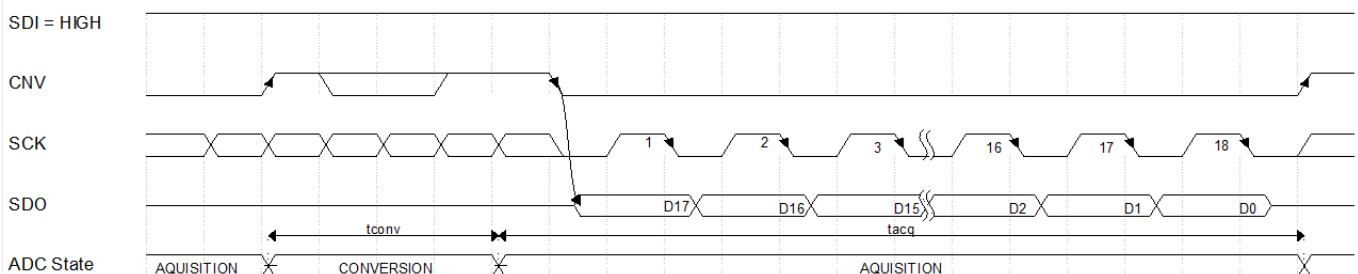 SDI = HIGH
CNV
SCK 1 2 3 16 17 18
SDO D17 D16 D15 D2 D1 D0
tconv tacq
ADC State AQUISITION CONVERSION AQUISITION